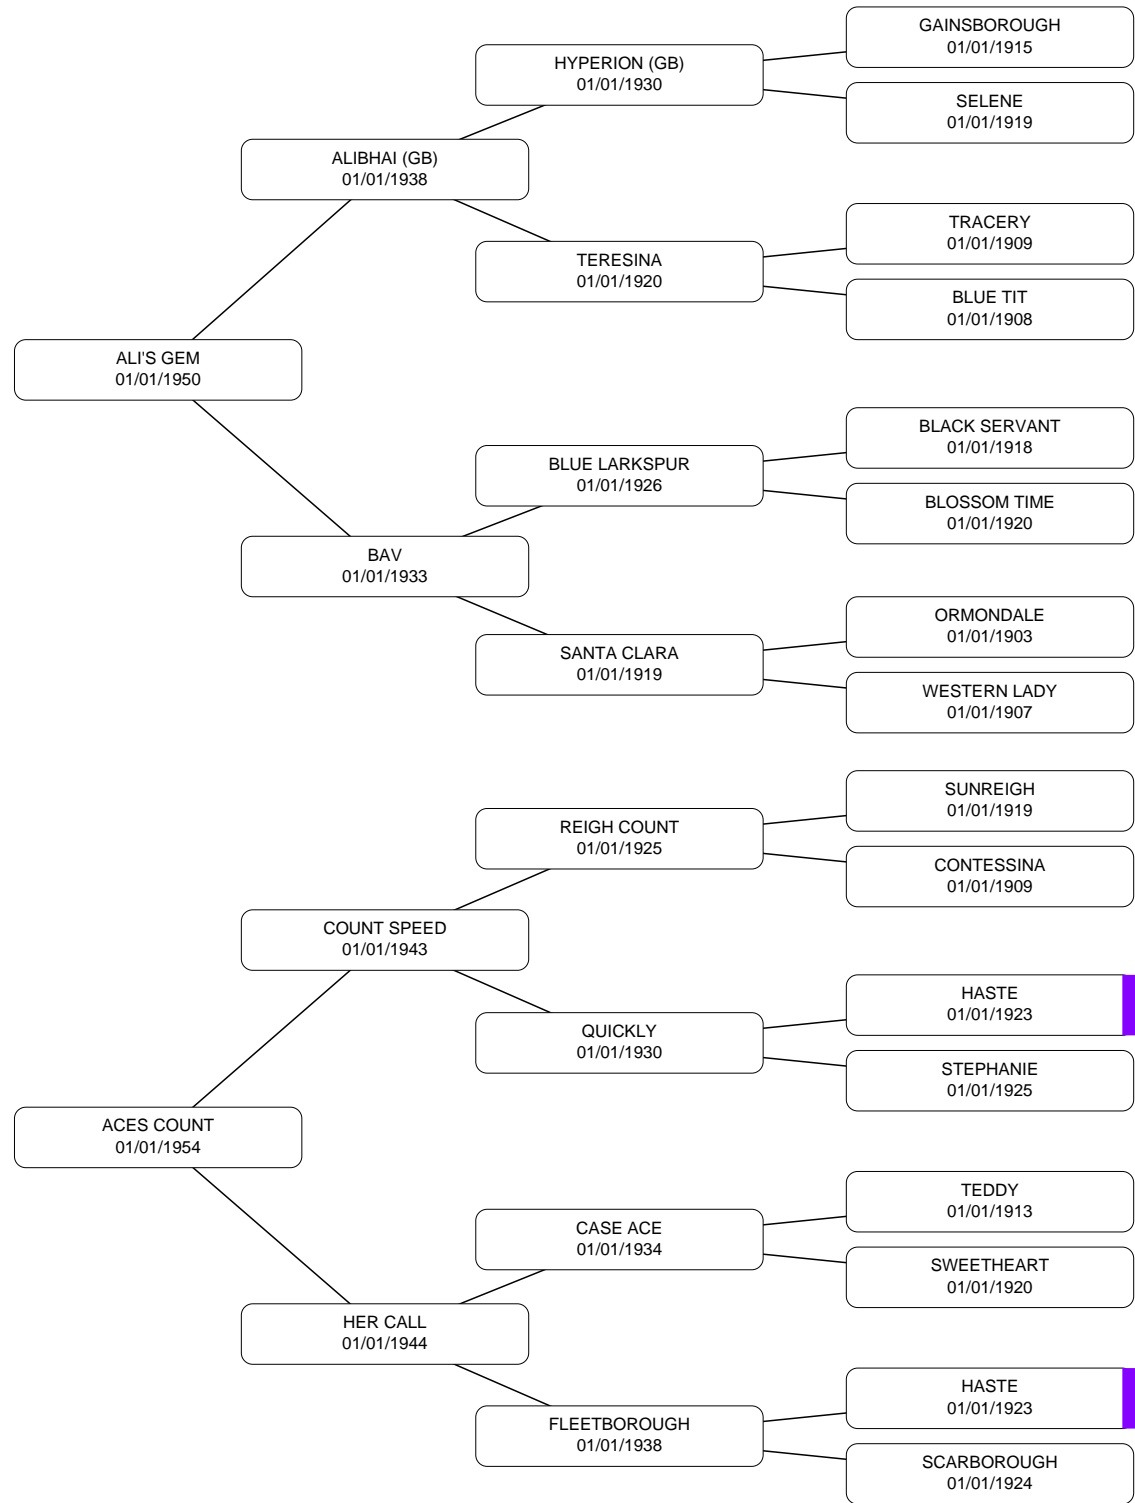 GAINSBOROUGH
01/01/1915
HYPERION (GB)
01/01/1930
SELENE
01/01/1919
ALIBHAI (GB)
01/01/1938
TRACERY
01/01/1909
TERESINA
01/01/1920
BLUE TIT
01/01/1908
ALI'S GEM
01/01/1950
BLACK SERVANT
01/01/1918
BLUE LARKSPUR
01/01/1926
BLOSSOM TIME
01/01/1920
BAV
01/01/1933
ORMONDALE
01/01/1903
SANTA CLARA
01/01/1919
WESTERN LADY
01/01/1907
SUNREIGH
01/01/1919
REIGH COUNT
01/01/1925
CONTESSINA
01/01/1909
COUNT SPEED
01/01/1943
HASTE
01/01/1923
QUICKLY
01/01/1930
STEPHANIE
01/01/1925
ACES COUNT
01/01/1954
TEDDY
01/01/1913
CASE ACE
01/01/1934
SWEETHEART
01/01/1920
HER CALL
01/01/1944
HASTE
01/01/1923
FLEETBOROUGH
01/01/1938
SCARBOROUGH
01/01/1924